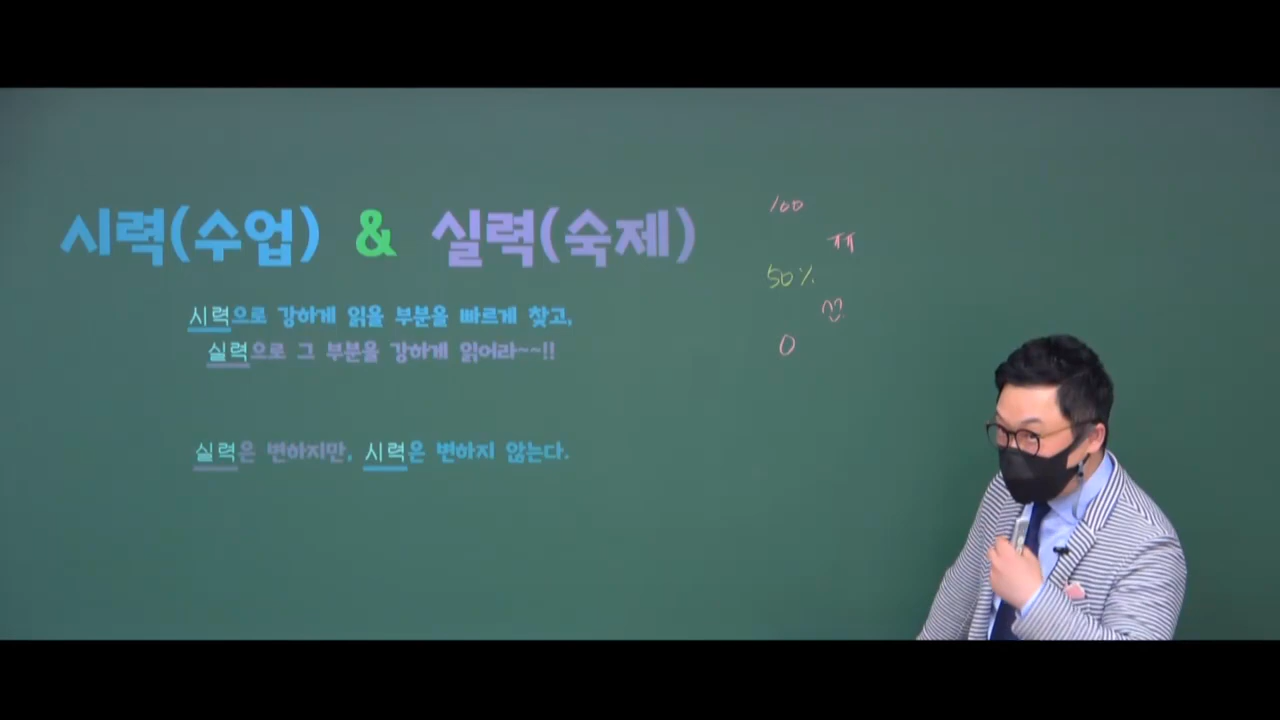 시력(수업) & 실력(숙제)
시력으로 강하게 읽을 부분을 빠르게 찾고,
실력으로 그 부분을 강하게 읽어라~~!!
실력은 변하지만, 시력은 변하지 않는다.
100
ㅠㅠ
50%
0